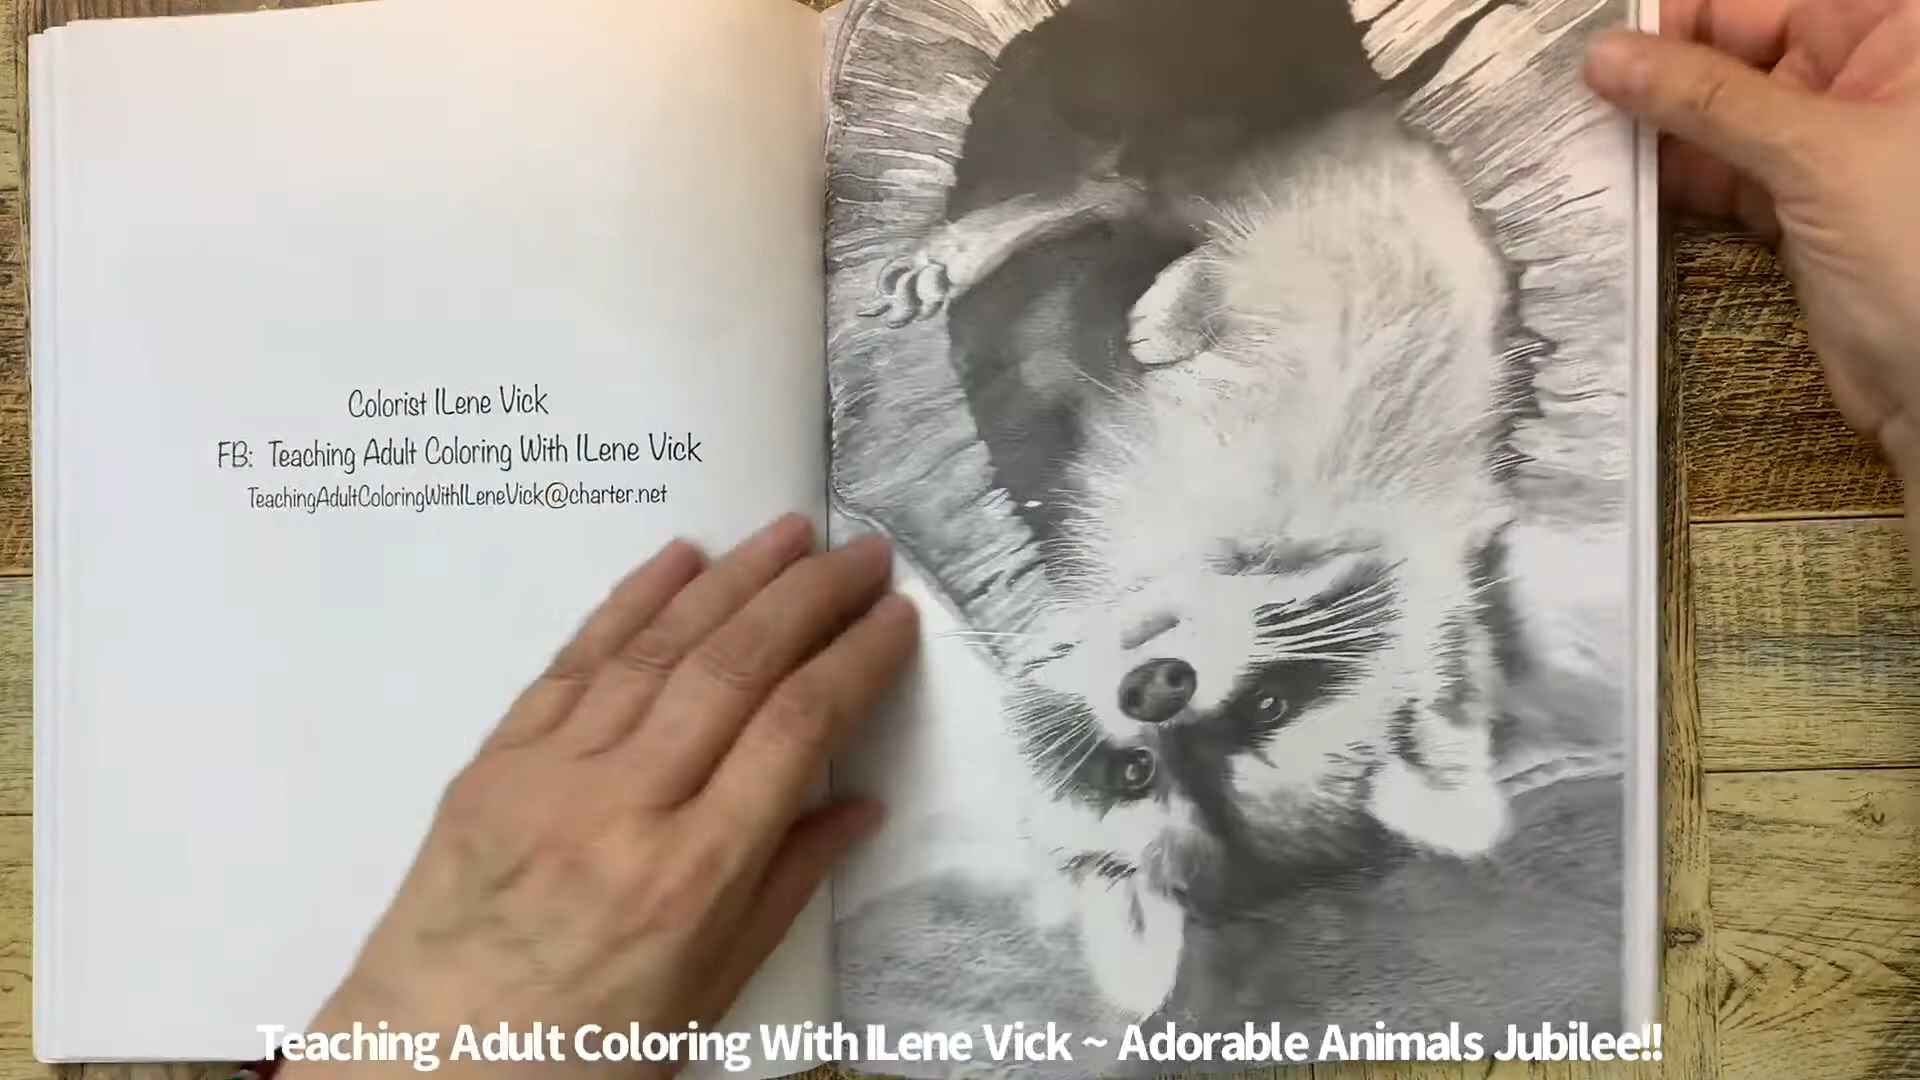 Colorist ILene Vick
FB: Teaching Adult Coloring With ILene Vick
TeachingAdultColoringWithILeneVick@charter.net
Teaching Adult Coloring With ILene Vick ~ Adorable Animals Jubilee!!